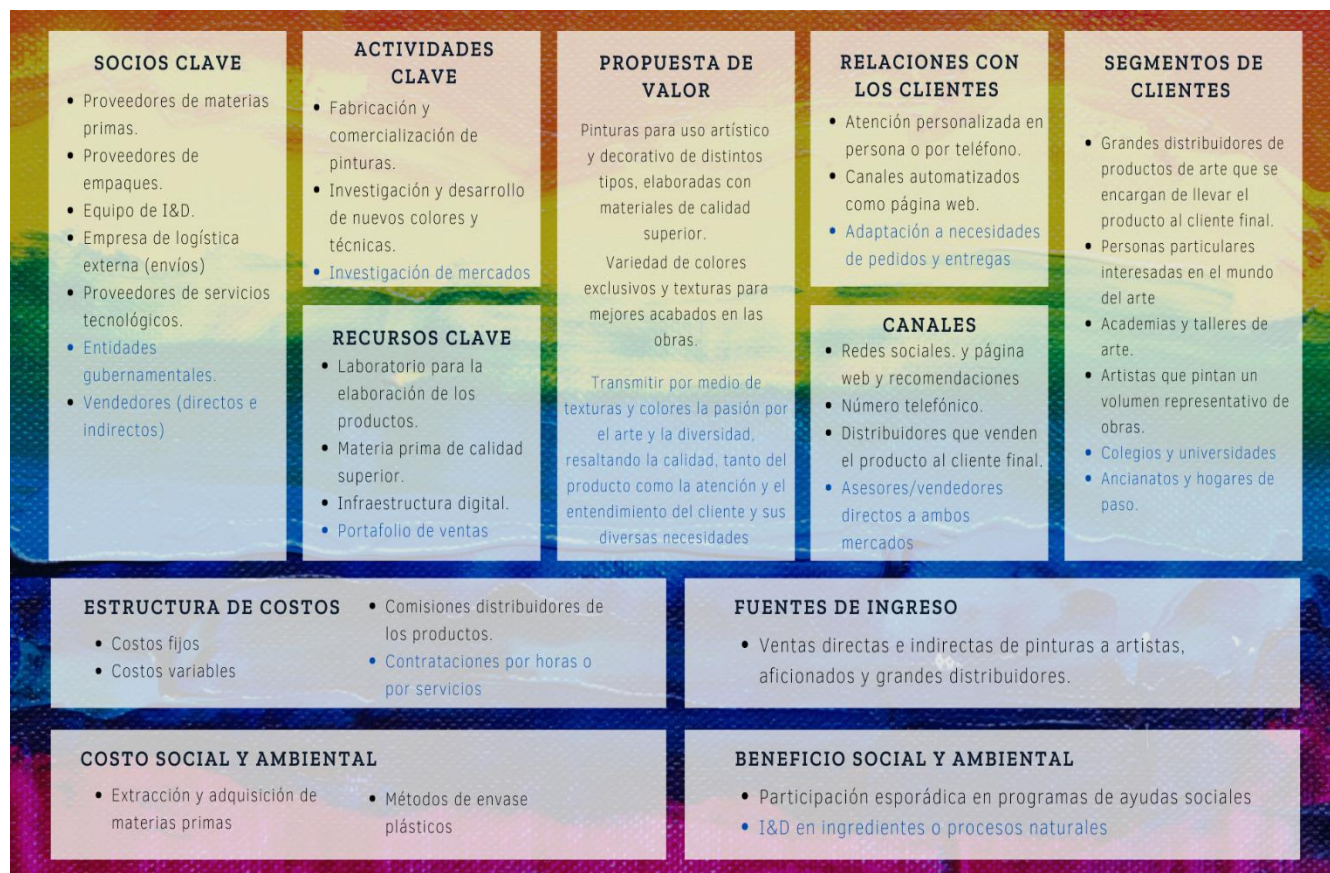 SOCIOS CLAVE
• Proveedores de materias
primas.
• Proveedores de
empaques.
• Equipo de I&D.
• Empresa de logística
externa (envíos)
• Proveedores de servicios
tecnológicos.
• Entidades
gubernamentales.
• Vendedores (directos e
indirectos)
ACTIVIDADES
CLAVE
• Fabricación y
comercialización de
pinturas.
• Investigación y desarrollo
de nuevos colores y
técnicas.
• Investigación de mercados
RECURSOS CLAVE
• Laboratorio para la
elaboración de los
productos.
• Materia prima de calidad
superior.
• Infraestructura digital.
• Portafolio de ventas
PROPUESTA DE
VALOR
Pinturas para uso artístico
y decorativo de distintos
tipos, elaboradas con
materiales de calidad
superior.
Variedad de colores
exclusivos y texturas para
mejores acabados en las
obras.
Transmitir por medio de
texturas y colores la pasión por
el arte y la diversidad,
resaltando la calidad, tanto del
producto como la atención y el
entendimiento del cliente y sus
diversas necesidades
RELACIONES CON
LOS CLIENTES
• Atención personalizada en
persona o por teléfono.
• Canales automatizados
como página web.
• Adaptación a necesidades
de pedidos y entregas
CANALES
• Redes sociales. y página
web y recomendaciones
• Número telefónico.
• Distribuidores que venden
el producto al cliente final.
• Asesores/vendedores
directos a ambos
mercados
SEGMENTOS DE
CLIENTES
• Grandes distribuidores de
productos de arte que se
encargan de llevar el
producto al cliente final.
• Personas particulares
interesadas en el mundo
del arte
• Academias y talleres de
arte.
• Artistas que pintan un
volumen representativo de
obras.
• Colegios y universidades
• Ancianatos y hogares de
paso.
ESTRUCTURA DE COSTOS
• Costos fijos
• Costos variables
• Comisiones distribuidores de
los productos.
• Contrataciones por horas o
por servicios
FUENTES DE INGRESO
• Ventas directas e indirectas de pinturas a artistas,
aficionados y grandes distribuidores.
COSTO SOCIAL Y AMBIENTAL
• Extracción y adquisición de
materias primas
• Métodos de envase
plásticos
BENEFICIO SOCIAL Y AMBIENTAL
• Participación esporádica en programas de ayudas sociales
• I&D en ingredientes o procesos naturales